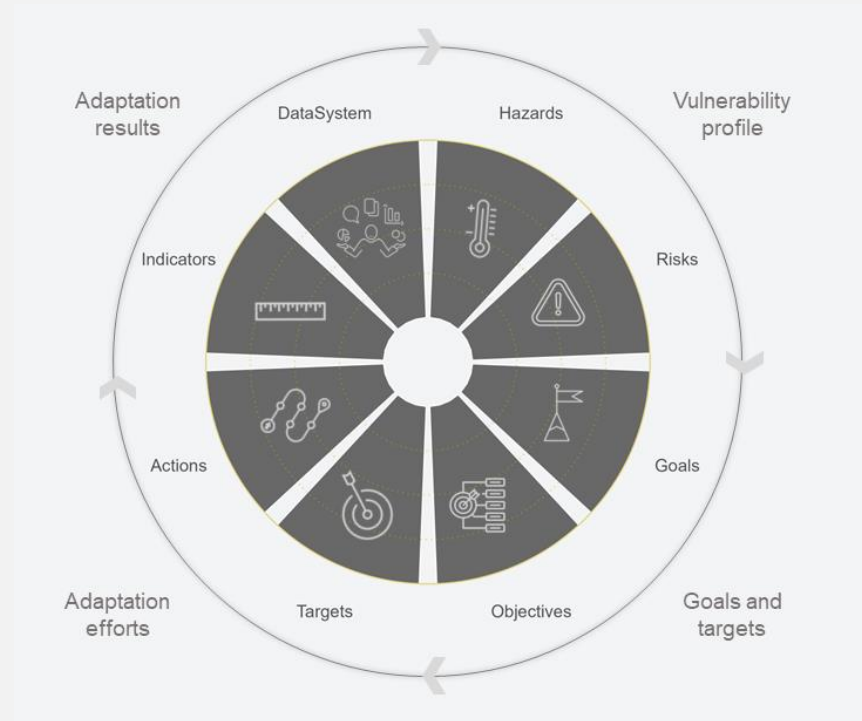 Adaptation
results
DataSystem
Hazards
Vulnerability
profile
Indicators
Risks
Actions
Goals
Adaptation
efforts
Targets
Objectives
Goals and
targets